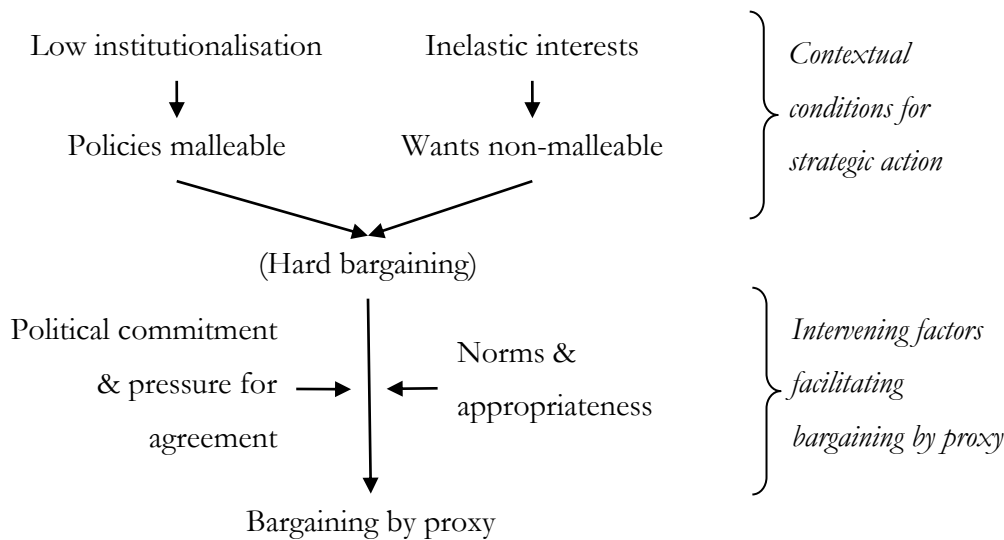 Low institutionalisation
Inelastic interests
Policies malleable
Wants non-malleable
Contextual
conditions for
strategic action
(Hard bargaining)
Political commitment
& pressure for
agreement
Norms &
appropriateness
Intervening factors
facilitating
bargaining by proxy
Bargaining by proxy